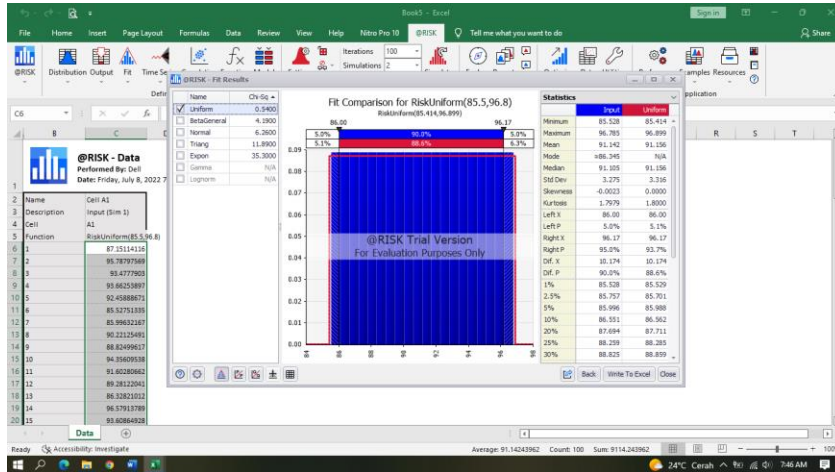 Book5 - Excel
Sign in
File Home Insert Page Layout Formulas Data Review View Help Nitro Pro 10 @RISK Tell me what you want to do
Share
Iterations 100
Simulations 2
@RISK Distribution Output Fit
Resources
C6
@RISK - Fit Results
Name Chi-Sq
Uniform 0.5400
BetaGeneral 4.1900
Normal 6.2600
Triang 11.8900
Expon 35.3000
Gamma N/A
Lognorm N/A
Fit Comparison for RiskUniform(85.5,96.8)
RiskUniform(85.414,96.899)
86.00 96.17
5.0% 90.0% 5.0%
5.1% 88.6% 6.3%
0.09
0.08
0.07
0.06
0.05
0.04
0.03
0.02
0.01
0.00
84 86 88 90 92 94 96 98
@RISK Trial Version
For Evaluation Purposes Only
Statistics
Input Uniform
Minimum 85.528 85.414
Maximum 96.785 96.899
Mean 91.142 91.156
Mode ≈86.345 N/A
Median 91.105 91.156
Std Dev 3.275 3.316
Skewness -0.0023 0.0000
Kurtosis 1.7979 1.8000
Left X 86.00 86.00
Left P 5.0% 5.1%
Right X 96.17 96.17
Right P 95.0% 93.7%
Dif. X 10.174 10.174
Dif. P 90.0% 88.6%
1% 85.528 85.529
2.5% 85.757 85.701
5% 85.996 85.988
10% 86.551 86.562
20% 87.694 87.711
25% 88.259 88.285
30% 88.825 88.859
Back Write To Excel Close
B C R S T
@RISK - Data
Performed By: Dell
Date: Friday, July 8, 2022 7
Name Cell A1
Description Input (Sim 1)
Cell A1
Function RiskUniform(85.5,96.8)
1 87.15114116
2 95.78797569
3 93.4777903
4 93.66253897
5 92.45888671
6 85.52751335
7 85.99632167
8 90.22125491
9 88.82499617
10 94.35609538
11 91.60280662
12 89.28122041
13 86.32821012
14 96.57913789
15 93.60864928
Data
Ready Accessibility: Investigate
Average: 91.14243962 Count: 100 Sum: 9114.243962
24°C Cerah 7:46 AM